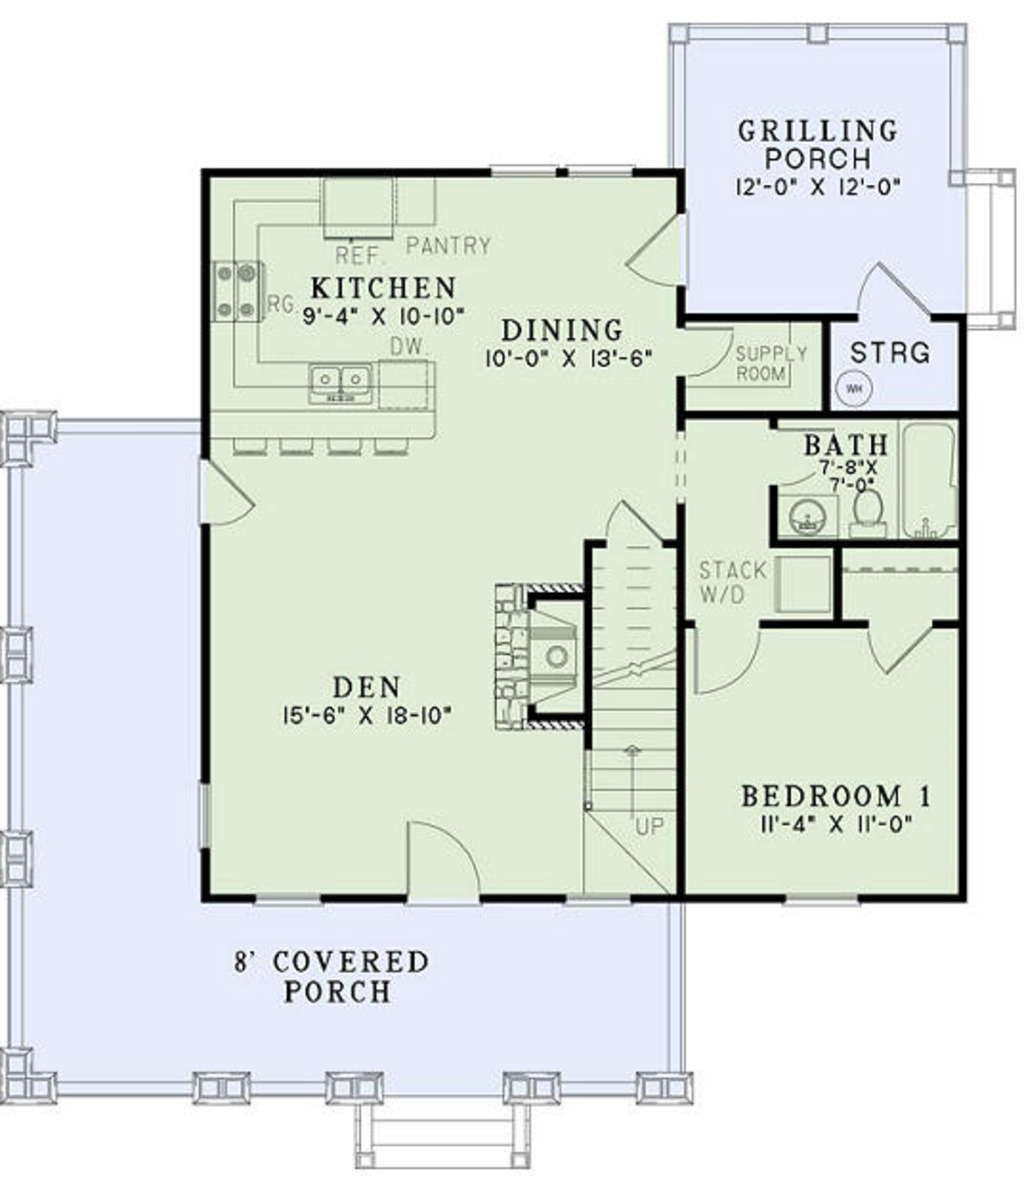 GRILLING
PORCH
12'-0" X 12'-0"
REF.
PANTRY
KITCHEN
9'-4" X 10-10"
RG.
DW
DINING
10'-0" X 13'-6"
SUPPLY
ROOM
STRG
WH
BATH
7'-8"X
7'-0"
STACK
W/D
DEN
15'-6" X 18-10"
UP
BEDROOM 1
11'-4" X 11'-0"
8' COVERED
PORCH